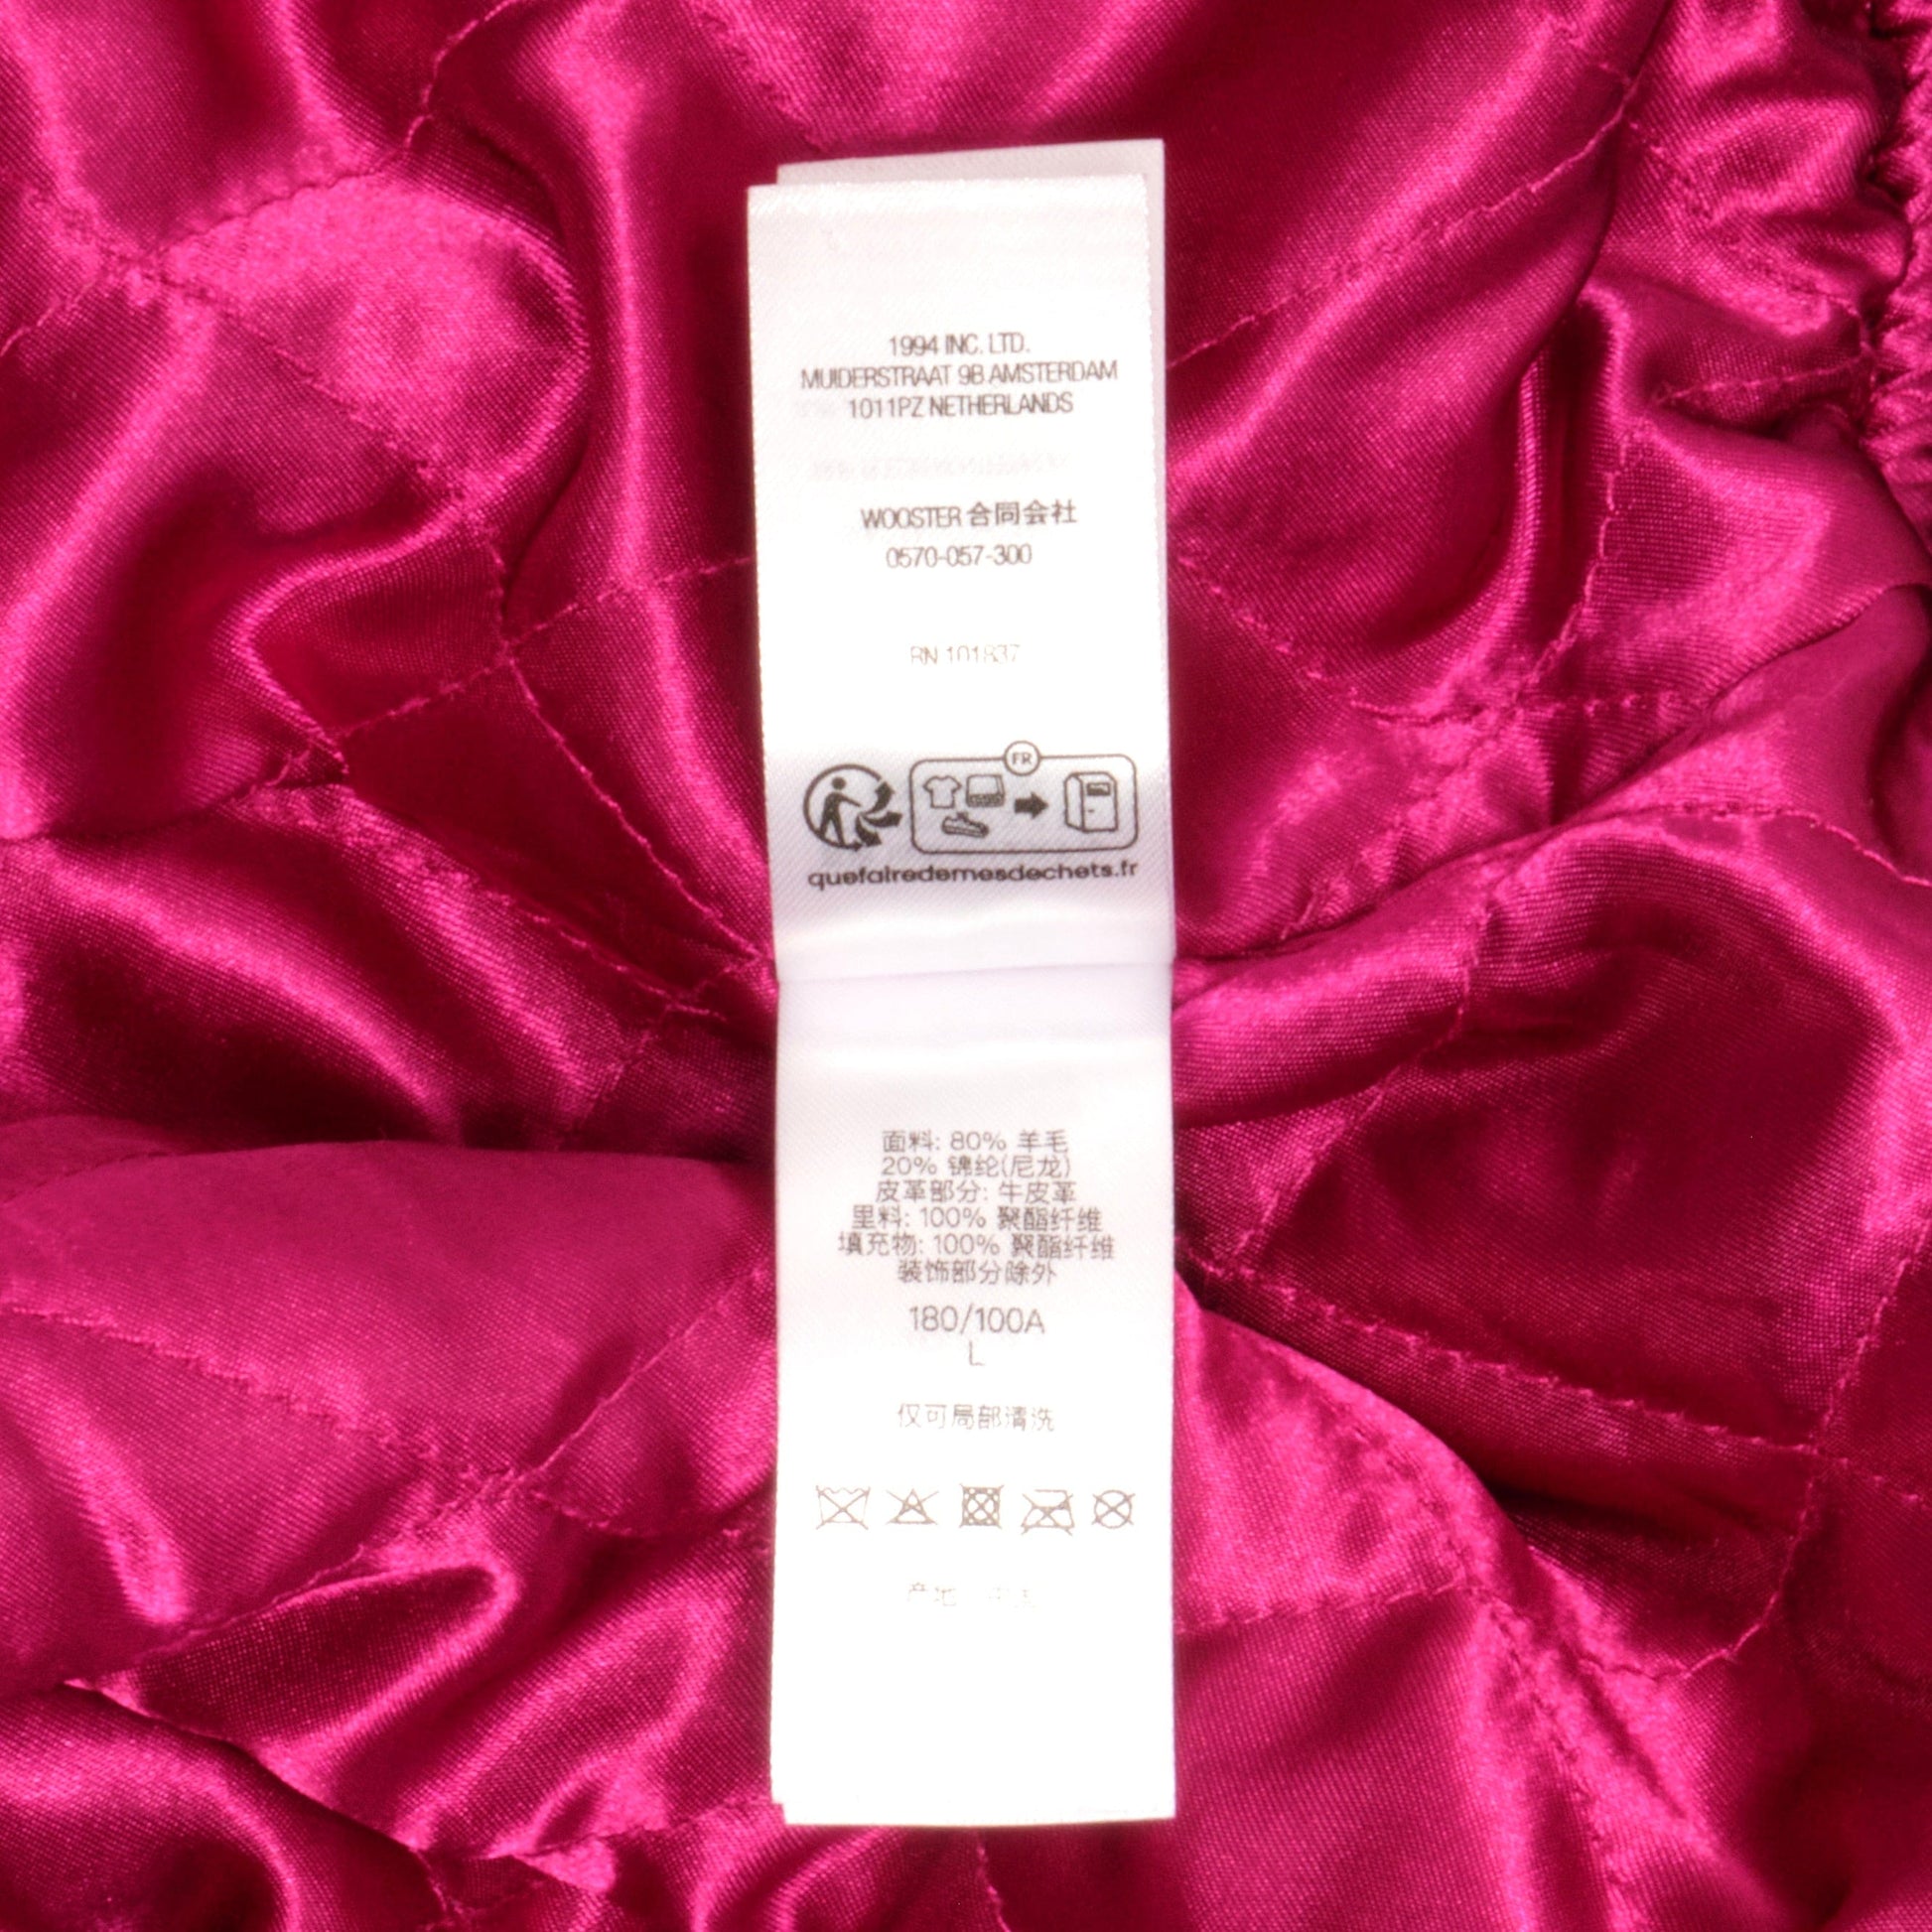 1994 INC. LTD.
MUIDERSTRAAT 9B AMSTERDAM
1011PZ NETHERLANDS
WOOSTER 合同会社
0570-057-300
RN 101837
FR
quefairedemesdechets.fr
面料: 80% 羊毛
20% 锦纶(尼龙)
皮革部分: 牛皮革
里料: 100% 聚酯纤维
填充物: 100% 聚酯纤维
装饰部分除外
180/100A
L
仅可局部清洗
产地